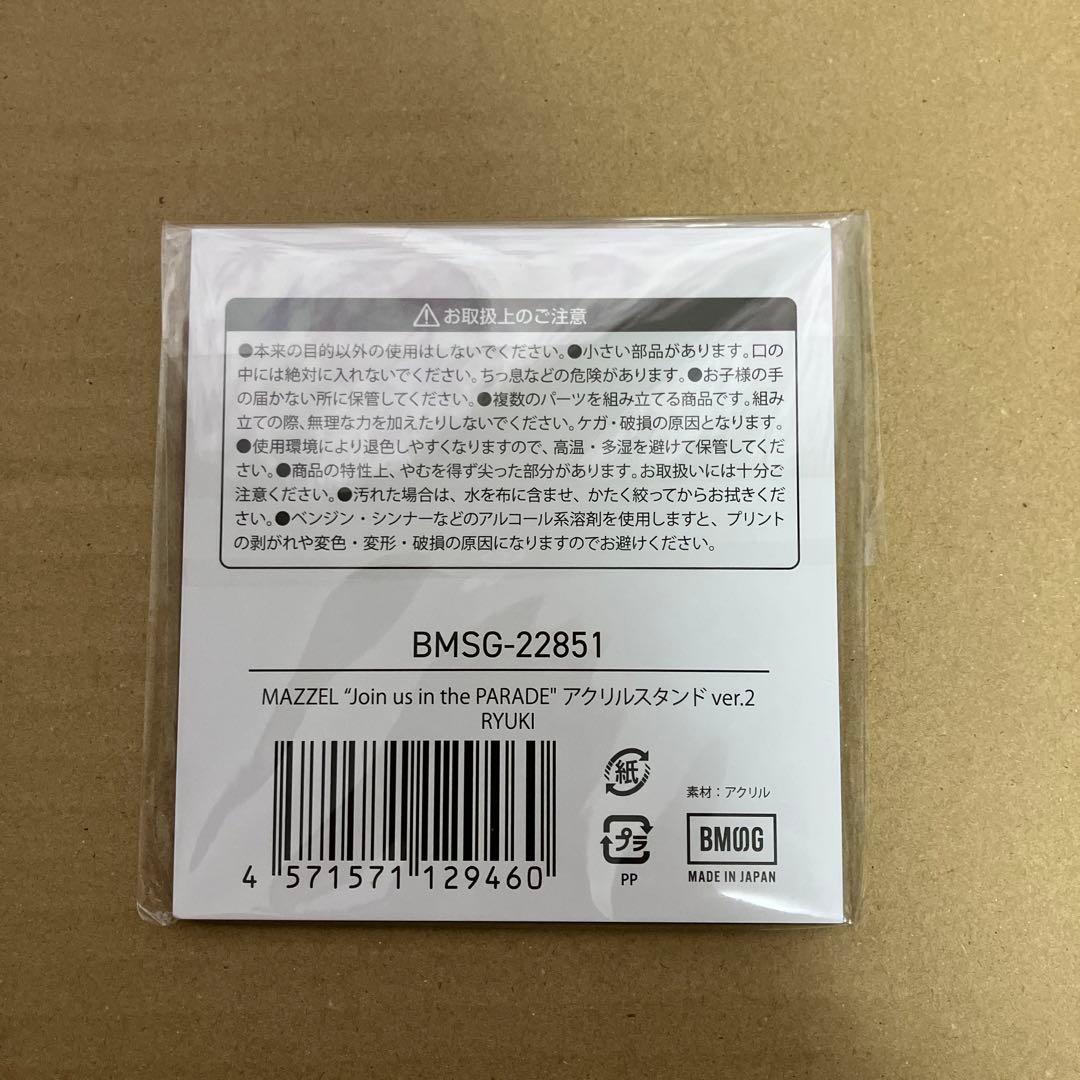 ⚠お取扱上のご注意
●本来の目的以外の使用はしないでください。●小さい部品があります。口の
中には絶対に入れないでください。ちっ息などの危険があります。●お子様の手
の届かない所に保管してください。●複数のパーツを組み立てる商品です。組み
立ての際、無理な力を加えたりしないでください。ケガ・破損の原因となります。
●使用環境により退色しやすくなりますので、高温・多湿を避けて保管してくだ
さい。●商品の特性上、やむを得ず尖った部分があります。お取扱いには十分ご
注意ください。●汚れた場合は、水を布に含ませ、かたく絞ってからお拭きくだ
さい。●ベンジン・シンナーなどのアルコール系溶剤を使用しますと、プリント
の剥がれや変色・変形・破損の原因になりますのでお避けください。
BMSG-22851
MAZZEL “Join us in the PARADE" アクリルスタンド ver.2
RYUKI
紙
素材：アクリル
プラ
PP
BMSG
MADE IN JAPAN
4 571571 129460